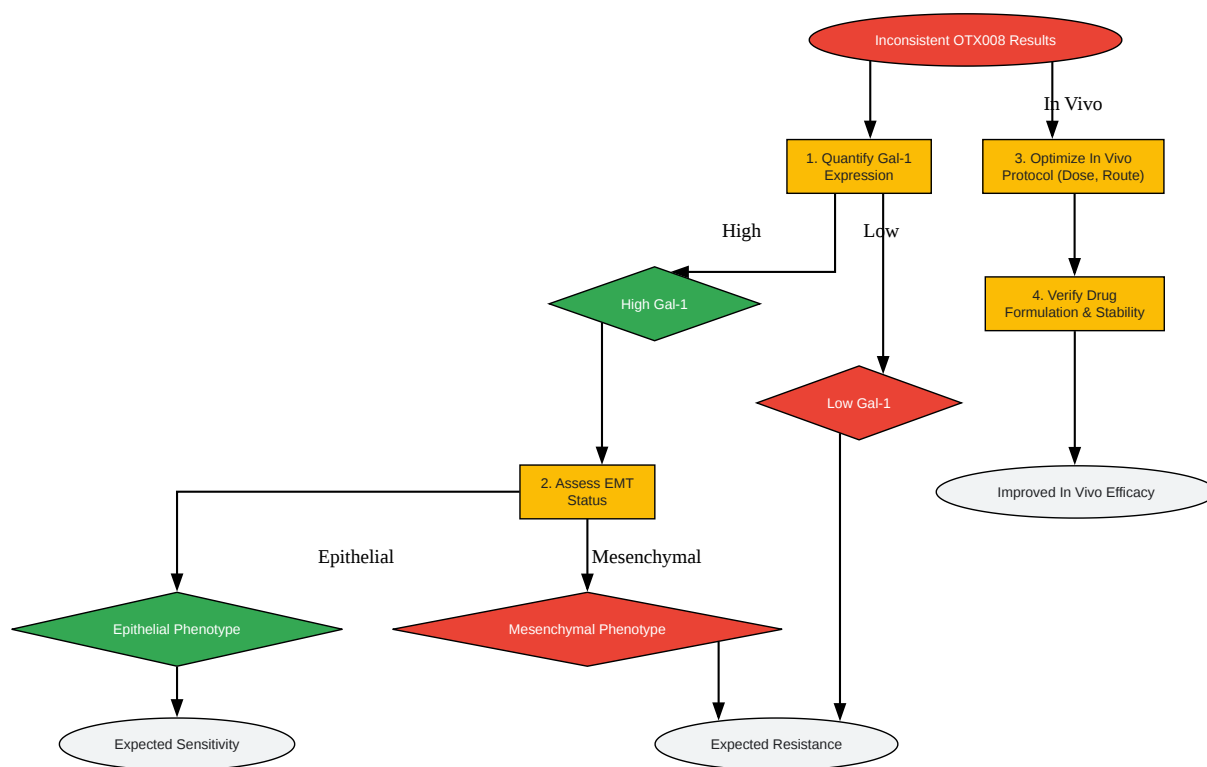 Inconsistent OTX008 Results
In Vivo
1. Quantify Gal-1
Expression
3. Optimize In Vivo
Protocol (Dose, Route)
High
Low
High Gal-1
4. Verify Drug
Formulation & Stability
Low Gal-1
2. Assess EMT
Status
Improved In Vivo Efficacy
Epithelial
Mesenchymal
Epithelial Phenotype
Mesenchymal Phenotype
Expected Sensitivity
Expected Resistance